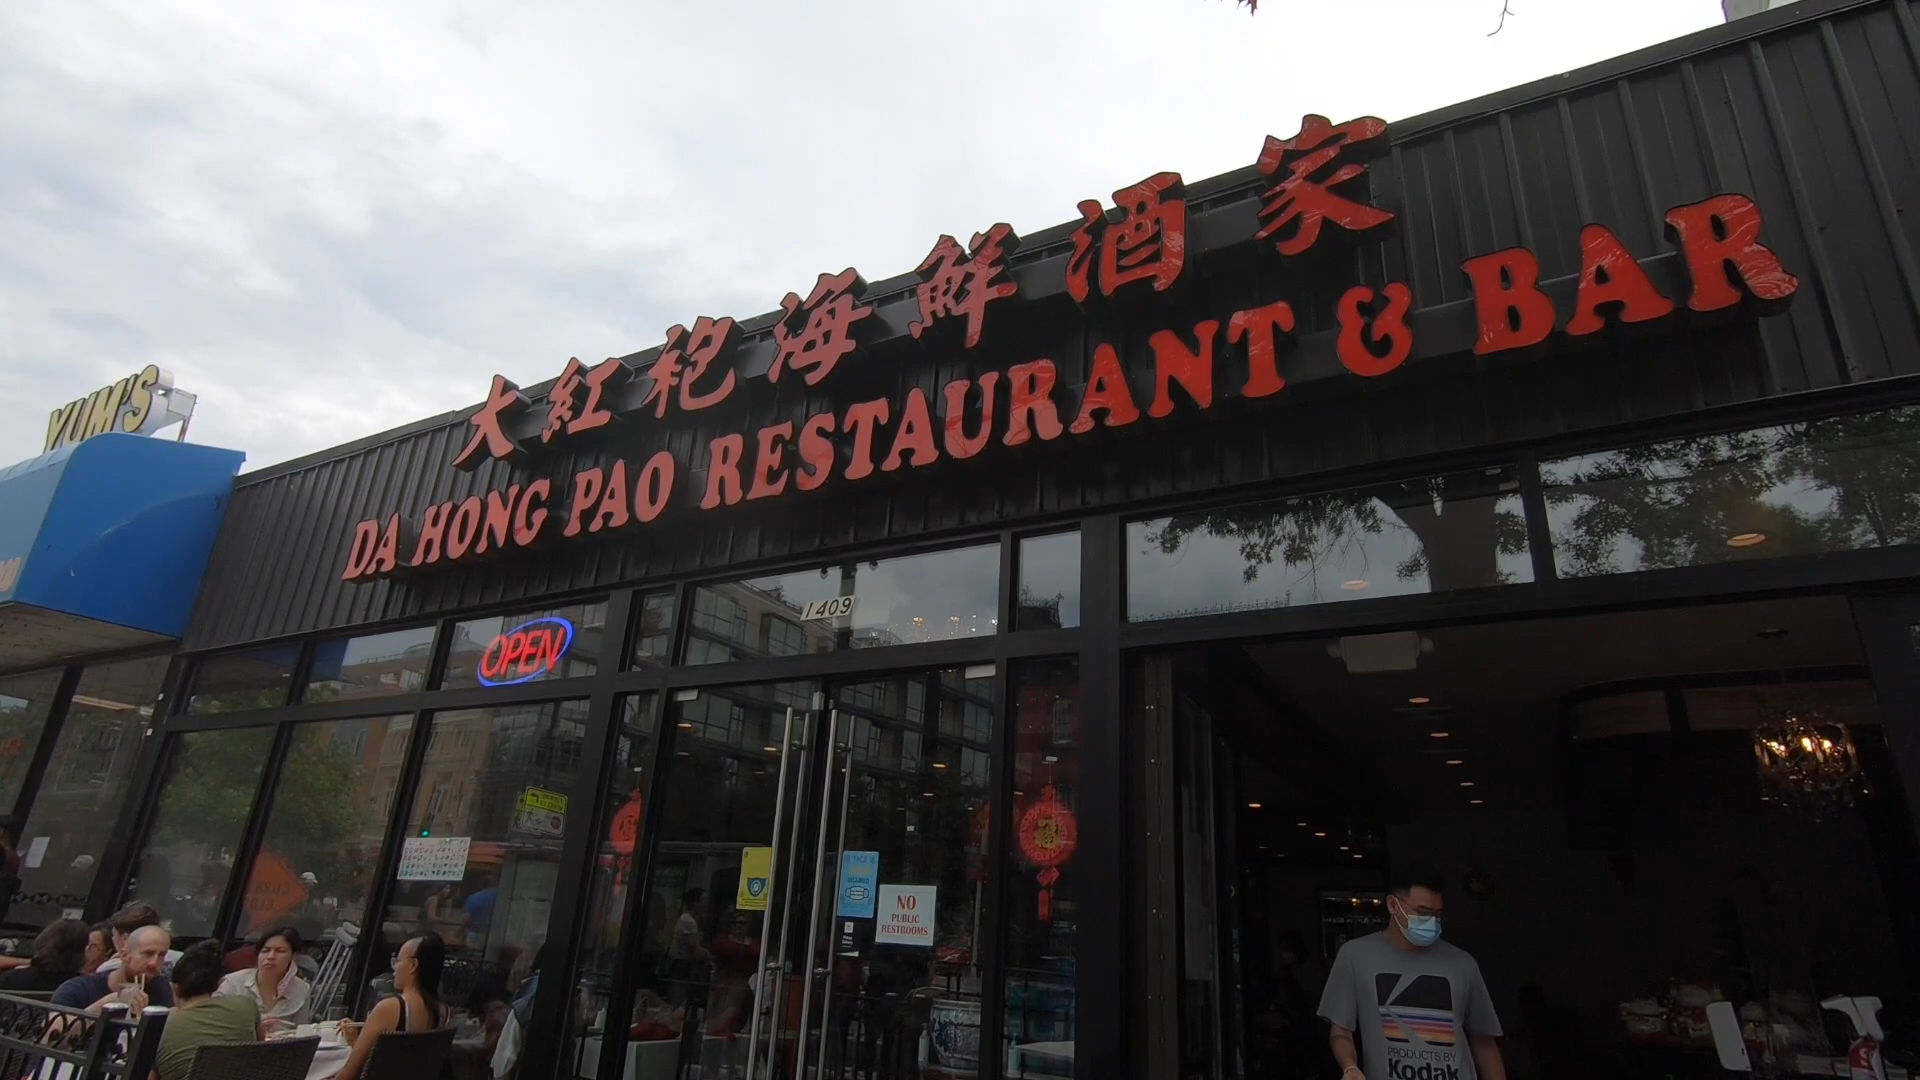 大紅袍海鮮酒家
DA HONG PAO RESTAURANT & BAR
YUM'S
1409
OPEN
NO
PUBLIC
RESTROOMS
PRODUCTS BY
Kodak